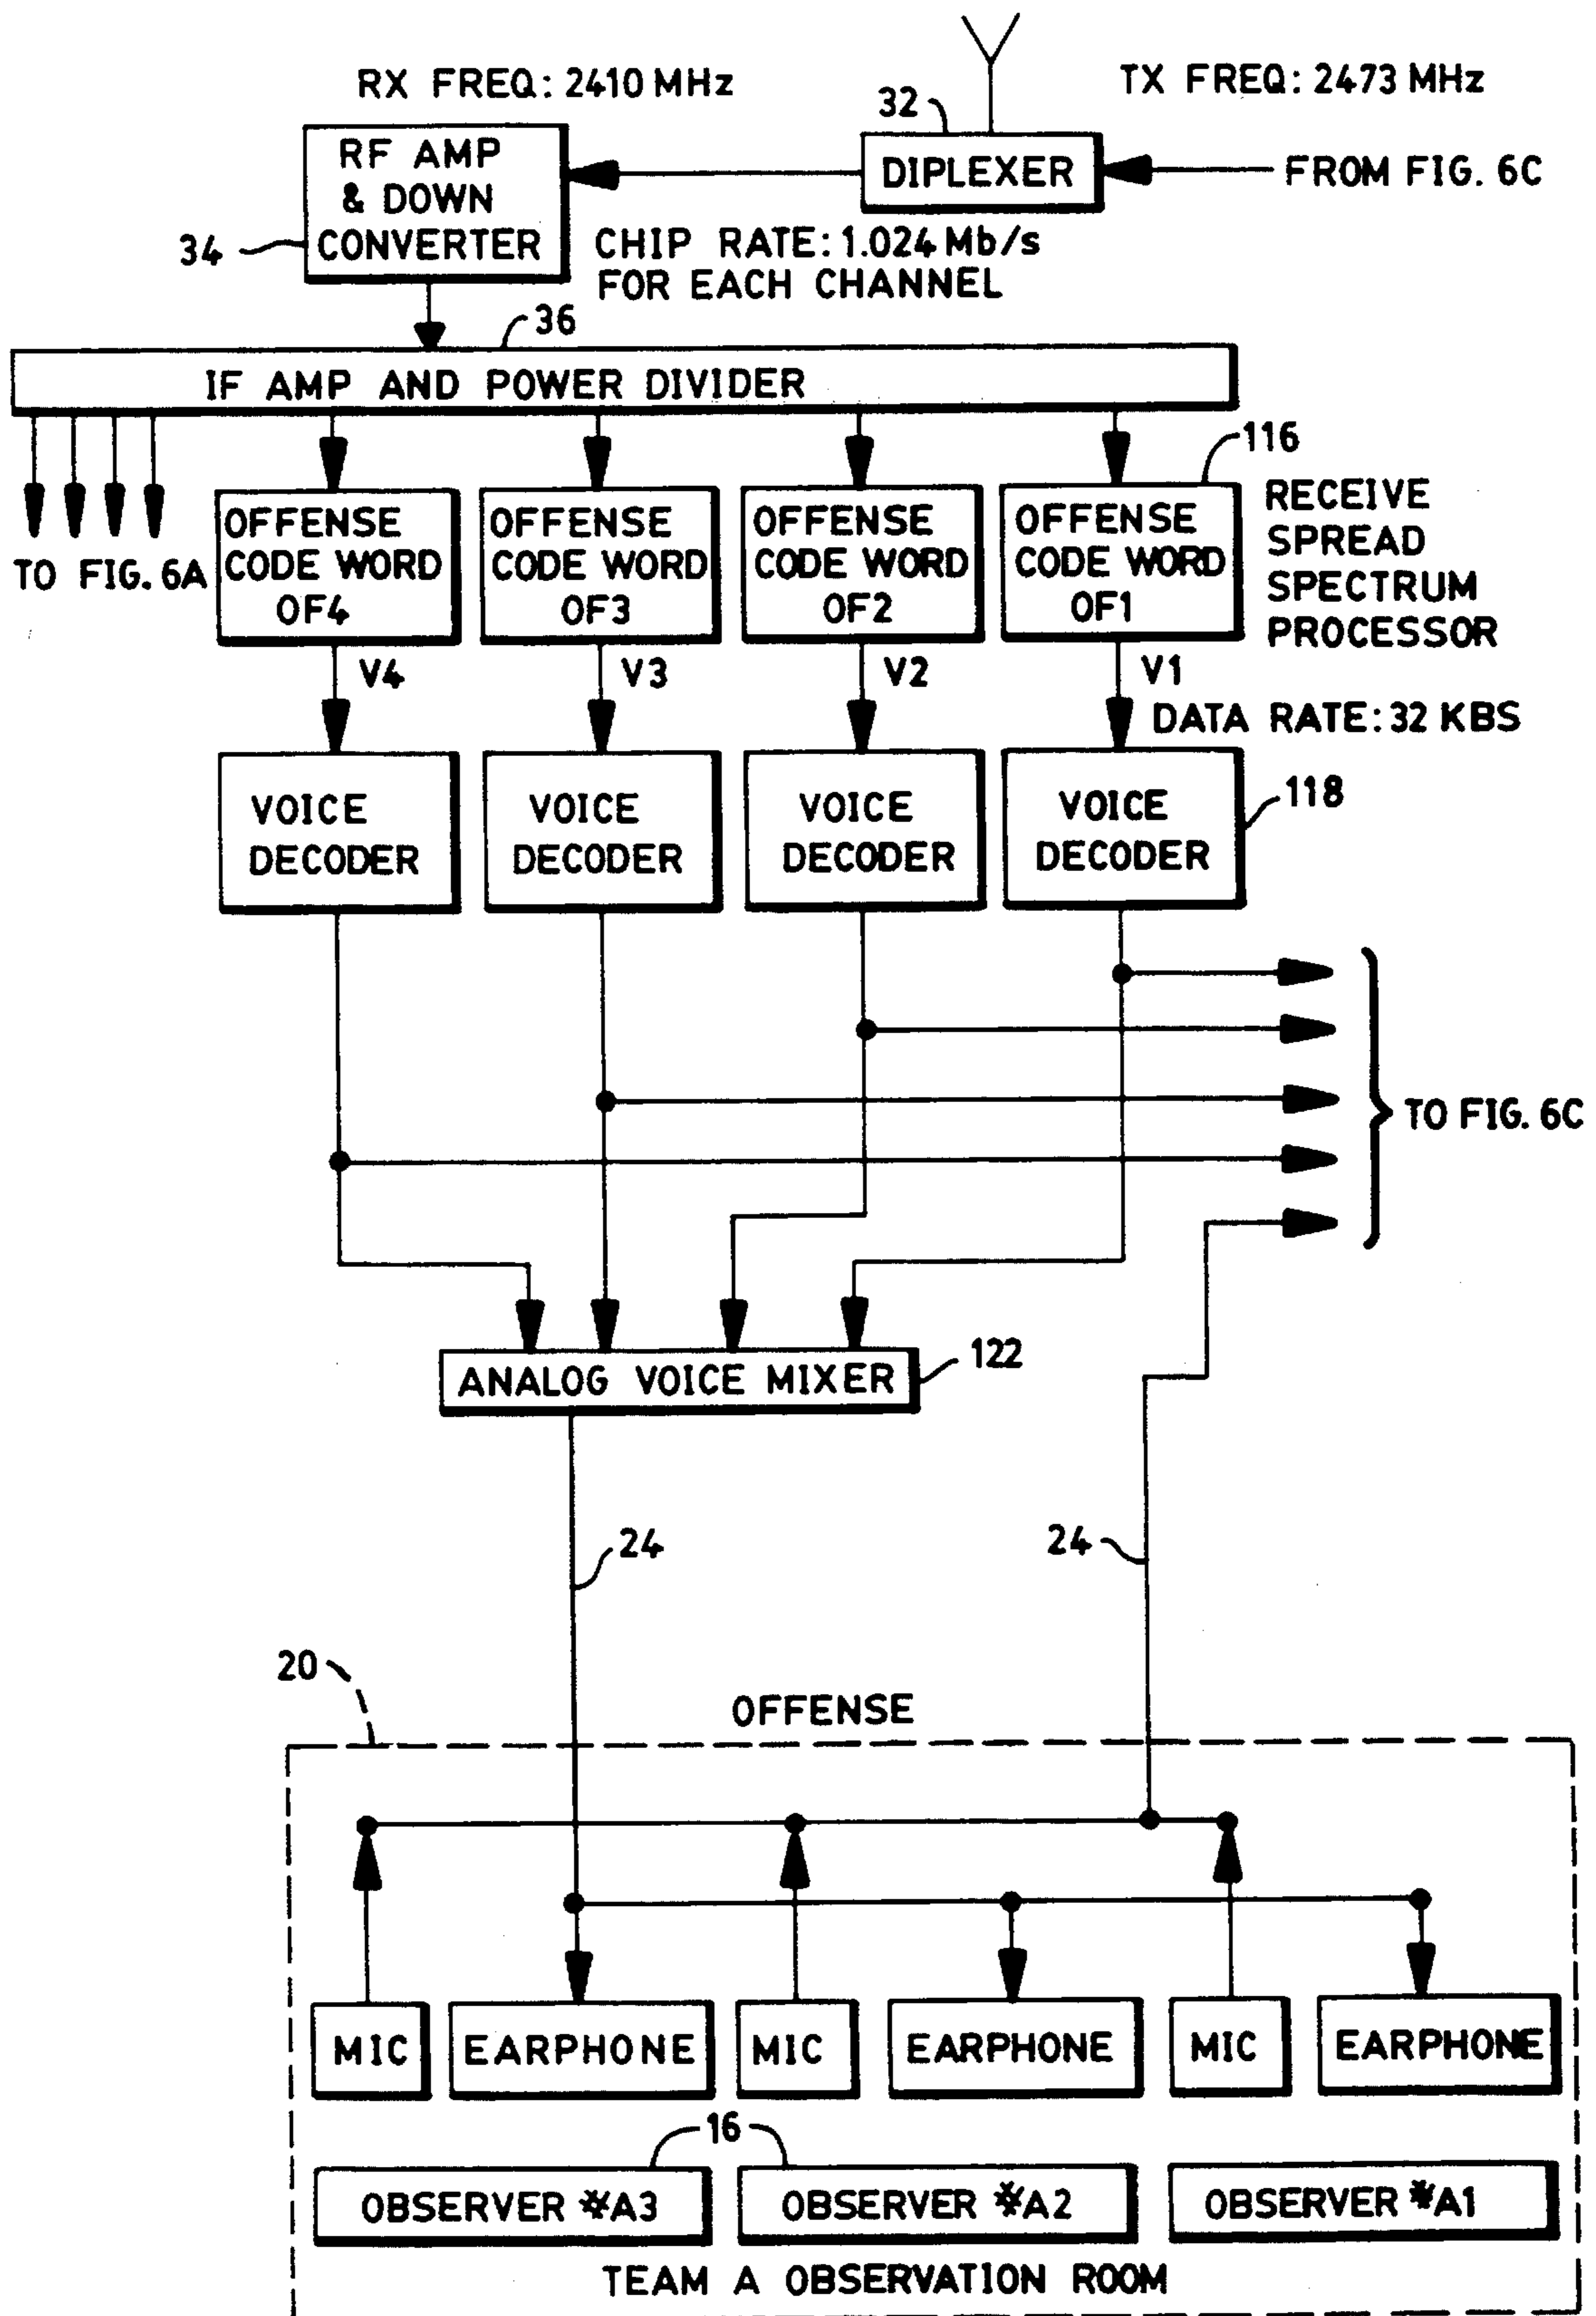 RX FREQ: 2410 MHz
TX FREQ: 2473 MHz
32
RF AMP
& DOWN
CONVERTER
DIPLEXER
FROM FIG. 6C
34
CHIP RATE: 1.024 Mb/s
FOR EACH CHANNEL
36
IF AMP AND POWER DIVIDER
116
TO FIG. 6A
OFFENSE
CODE WORD
OF4
OFFENSE
CODE WORD
OF3
OFFENSE
CODE WORD
OF2
OFFENSE
CODE WORD
OF1
RECEIVE
SPREAD
SPECTRUM
PROCESSOR
V4
V3
V2
V1
DATA RATE: 32 KBS
VOICE
DECODER
VOICE
DECODER
VOICE
DECODER
VOICE
DECODER
118
TO FIG. 6C
ANALOG VOICE MIXER
122
24
24
20
OFFENSE
MIC
EARPHONE
MIC
EARPHONE
MIC
EARPHONE
16
OBSERVER #A3
OBSERVER #A2
OBSERVER #A1
TEAM A OBSERVATION ROOM